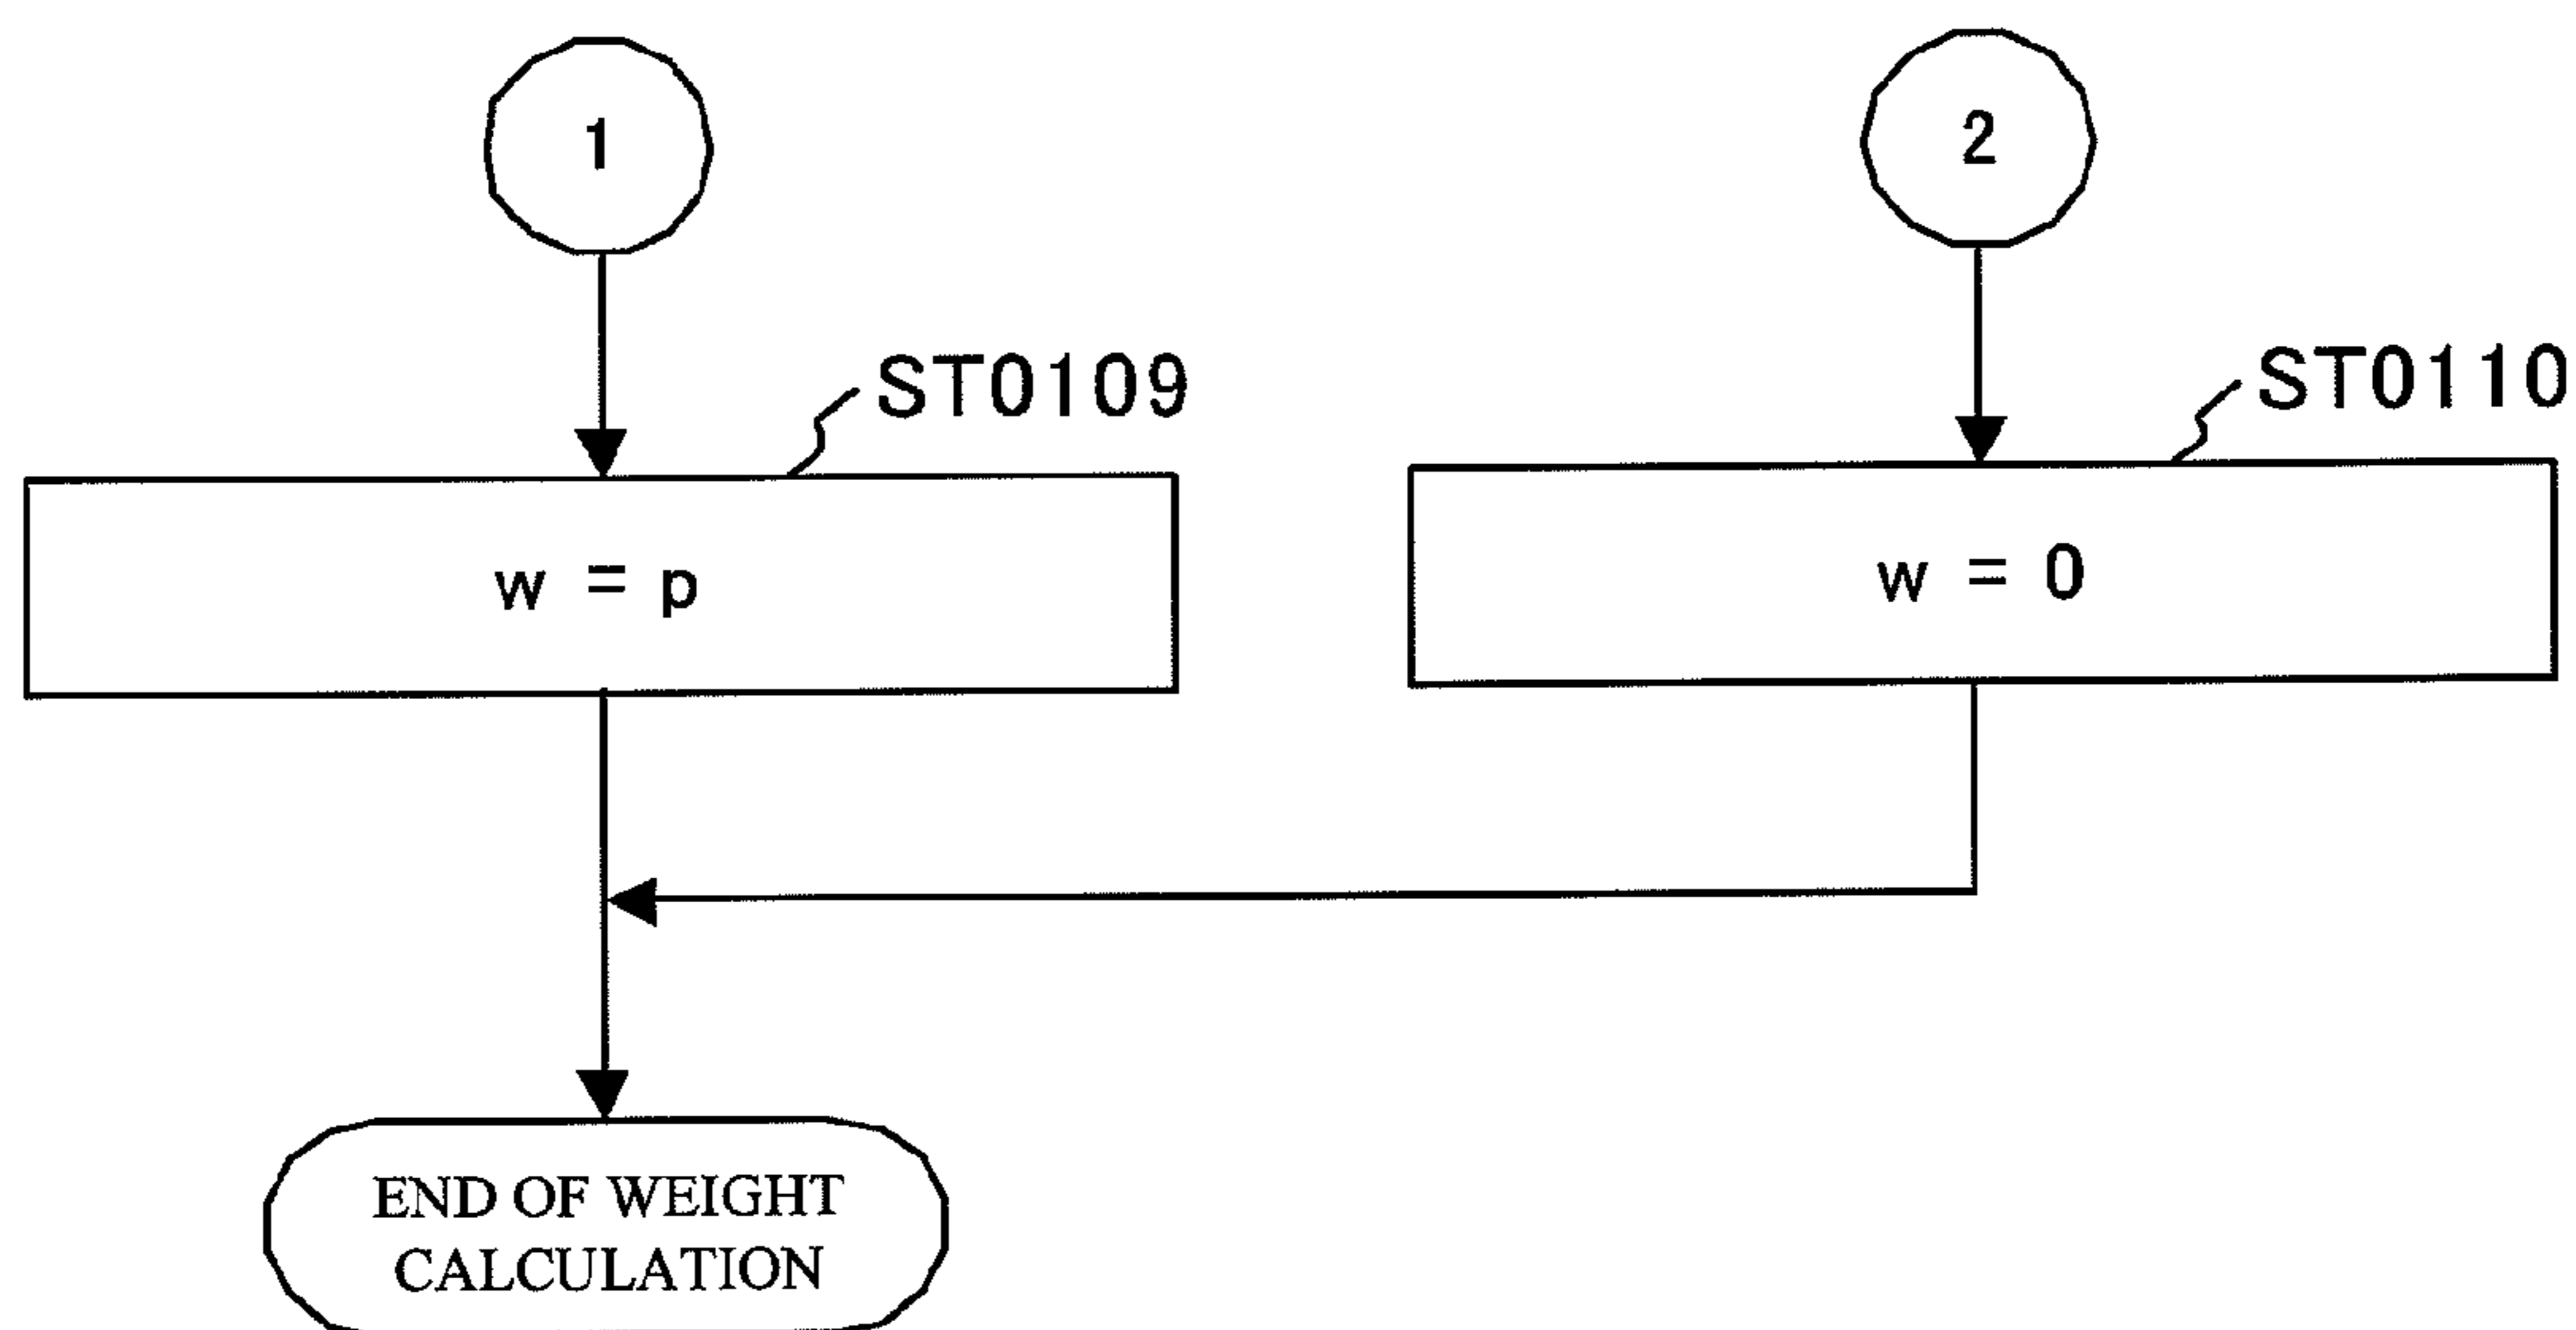 1
2
ST0109
ST0110
w = p
w = 0
END OF WEIGHT
CALCULATION